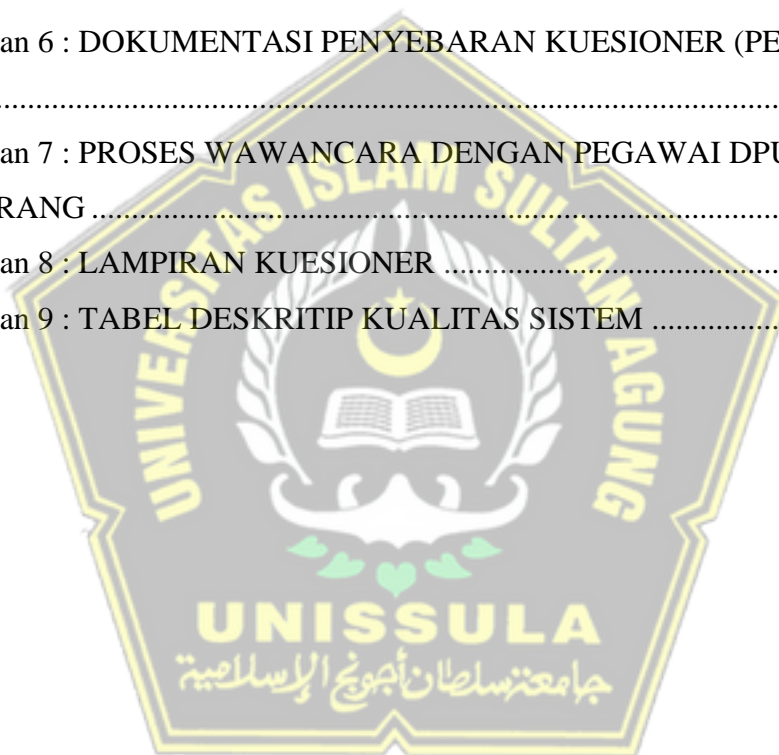 an 6 : DOKUMENTASI PENYEBARAN KUESIONER (PE
................................................................................
an 7 : PROSES WAWANCARA DENGAN PEGAWAI DPU
RANG ................................................................................
an 8 : LAMPIRAN KUESIONER .............................................
an 9 : TABEL DESKRITIP KUALITAS SISTEM .................
UNIVERSITAS ISLAM SULTAN AGUNG
UNISSULA
جامعة سلطان أجونج الإسلامية